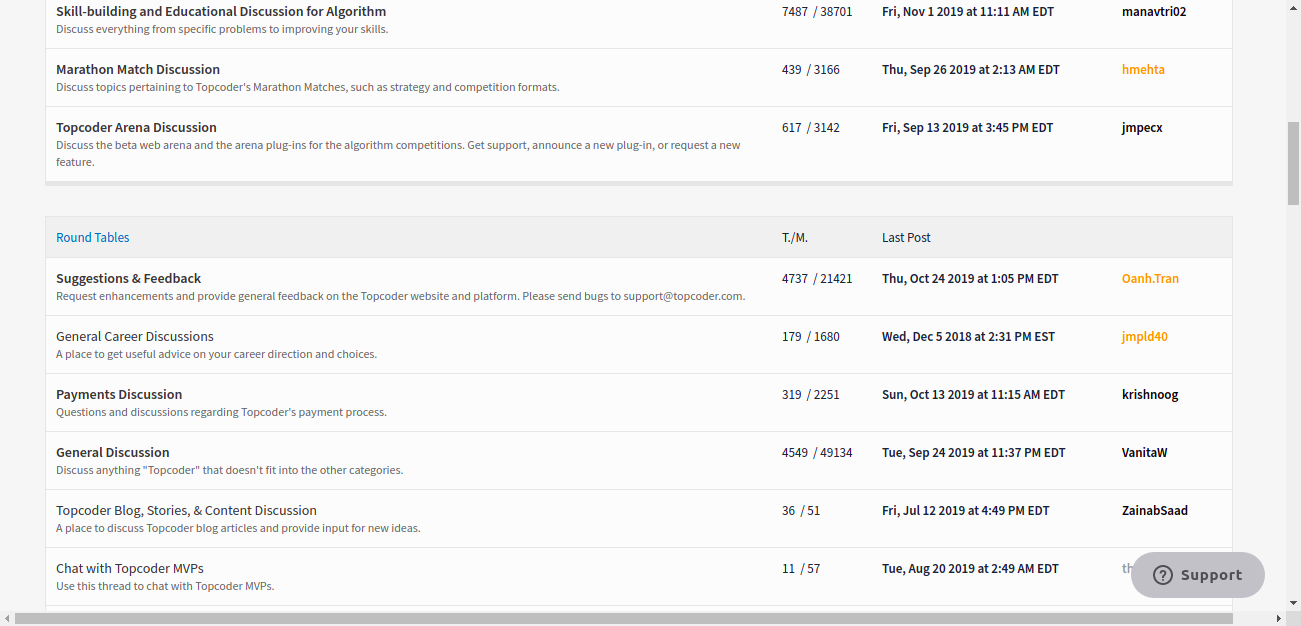 Skill-building and Educational Discussion for Algorithm 7487 / 38701 Fri, Nov 1 2019 at 11:11 AM EDT manavtri02
Discuss everything from specific problems to improving your skills.
Marathon Match Discussion 439 / 3166 Thu, Sep 26 2019 at 2:13 AM EDT hmehta
Discuss topics pertaining to Topcoder's Marathon Matches, such as strategy and competition formats.
Topcoder Arena Discussion 617 / 3142 Fri, Sep 13 2019 at 3:45 PM EDT jmpecx
Discuss the beta web arena and the arena plug-ins for the algorithm competitions. Get support, announce a new plug-in, or request a new
feature.
Round Tables T./M. Last Post
Suggestions & Feedback 4737 / 21421 Thu, Oct 24 2019 at 1:05 PM EDT Oanh.Tran
Request enhancements and provide general feedback on the Topcoder website and platform. Please send bugs to support@topcoder.com.
General Career Discussions 179 / 1680 Wed, Dec 5 2018 at 2:31 PM EST jmpld40
A place to get useful advice on your career direction and choices.
Payments Discussion 319 / 2251 Sun, Oct 13 2019 at 11:15 AM EDT krishnoog
Questions and discussions regarding Topcoder's payment process.
General Discussion 4549 / 49134 Tue, Sep 24 2019 at 11:37 PM EDT VanitaW
Discuss anything "Topcoder" that doesn't fit into the other categories.
Topcoder Blog, Stories, & Content Discussion 36 / 51 Fri, Jul 12 2019 at 4:49 PM EDT ZainabSaad
A place to discuss Topcoder blog articles and provide input for new ideas.
Chat with Topcoder MVPs 11 / 57 Tue, Aug 20 2019 at 2:49 AM EDT
Use this thread to chat with Topcoder MVPs.
Support